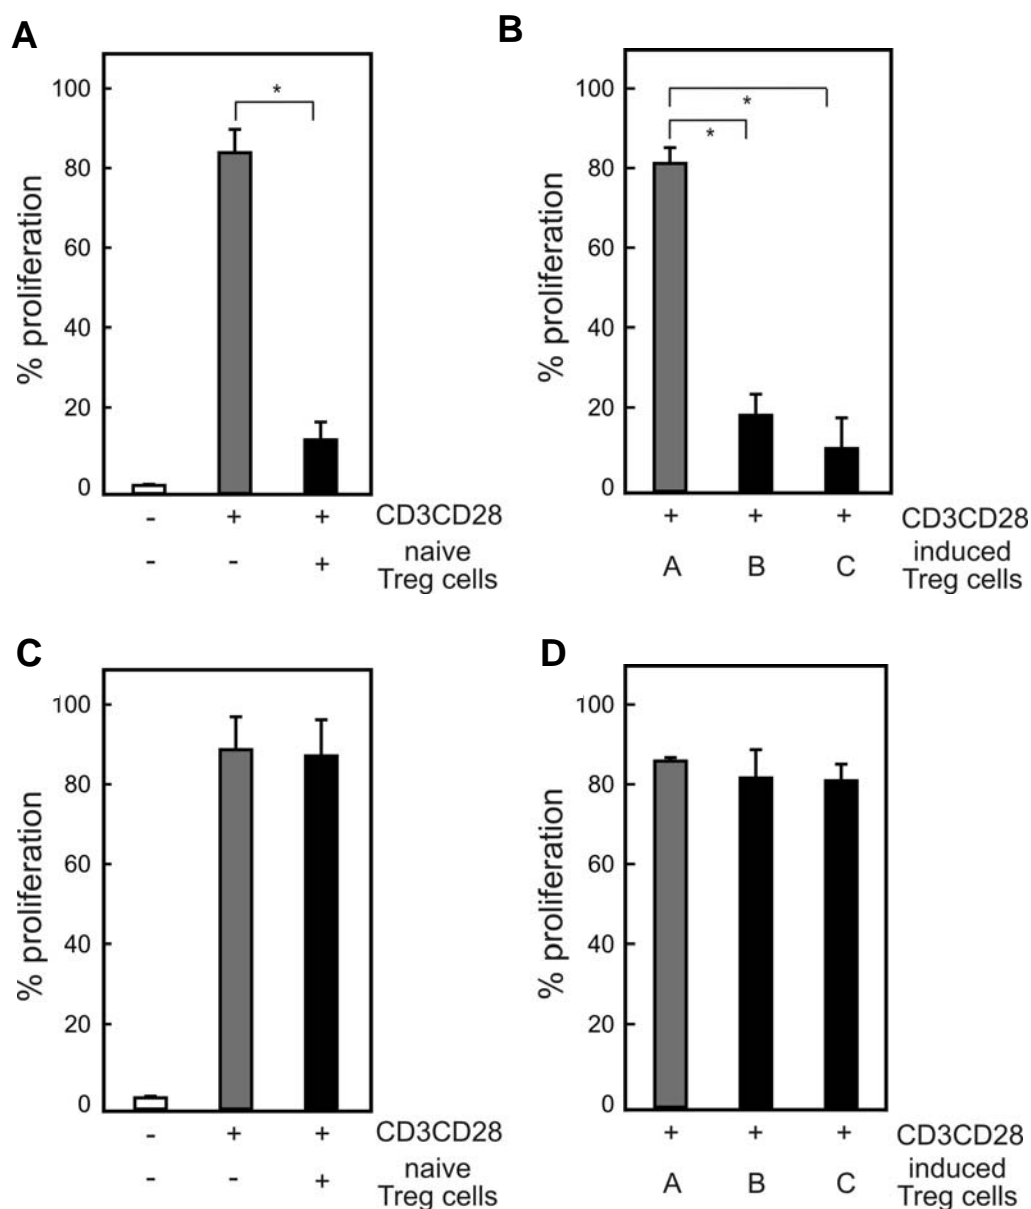 A
% proliferation
100
80
60
40
20
0
*
- + + CD3CD28
- - + naive
Treg cells
B
% proliferation
100
80
60
40
20
0
*
*
+ + + CD3CD28
A B C induced
Treg cells
C
% proliferation
100
80
60
40
20
0
- + + CD3CD28
- - + naive
Treg cells
D
% proliferation
100
80
60
40
20
0
+ + + CD3CD28
A B C induced
Treg cells